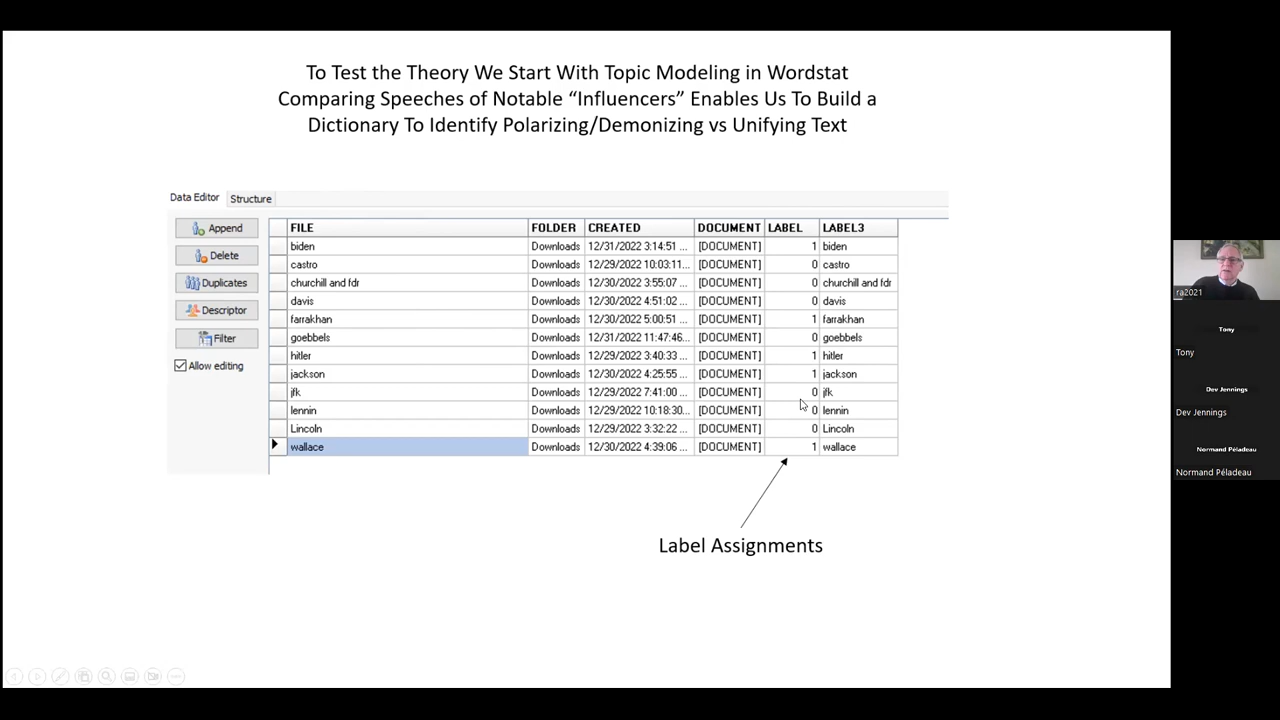 To Test the Theory We Start With Topic Modeling in Wordstat
Comparing Speeches of Notable “Influencers” Enables Us To Build a
Dictionary To Identify Polarizing/Demonizing vs Unifying Text
Data Editor Structure
Append
Delete
Duplicates
Descriptor
Filter
Allow editing
FILE FOLDER CREATED DOCUMENT LABEL LABEL3
biden Downloads 12/31/2022 3:14:51 ... [DOCUMENT] 1 biden
castro Downloads 12/29/2022 10:03:11... [DOCUMENT] 0 castro
churchill and fdr Downloads 12/30/2022 3:55:07 ... [DOCUMENT] 0 churchill and fdr
davis Downloads 12/30/2022 4:51:02 ... [DOCUMENT] 0 davis
farrakhan Downloads 12/30/2022 5:00:51 ... [DOCUMENT] 1 farrakhan
goebbels Downloads 12/31/2022 11:47:46... [DOCUMENT] 0 goebbels
hitler Downloads 12/29/2022 3:40:33 ... [DOCUMENT] 1 hitler
jackson Downloads 12/30/2022 4:25:55 ... [DOCUMENT] 1 jackson
jfk Downloads 12/29/2022 7:41:00 ... [DOCUMENT] 0 jfk
lennin Downloads 12/29/2022 10:18:30... [DOCUMENT] 0 lennin
Lincoln Downloads 12/29/2022 3:32:22 ... [DOCUMENT] 0 Lincoln
wallace Downloads 12/30/2022 4:39:06 ... [DOCUMENT] 1 wallace
Label Assignments
ra2021
Tony
Tony
Dev Jennings
Dev Jennings
Normand Péladeau
Normand Péladeau